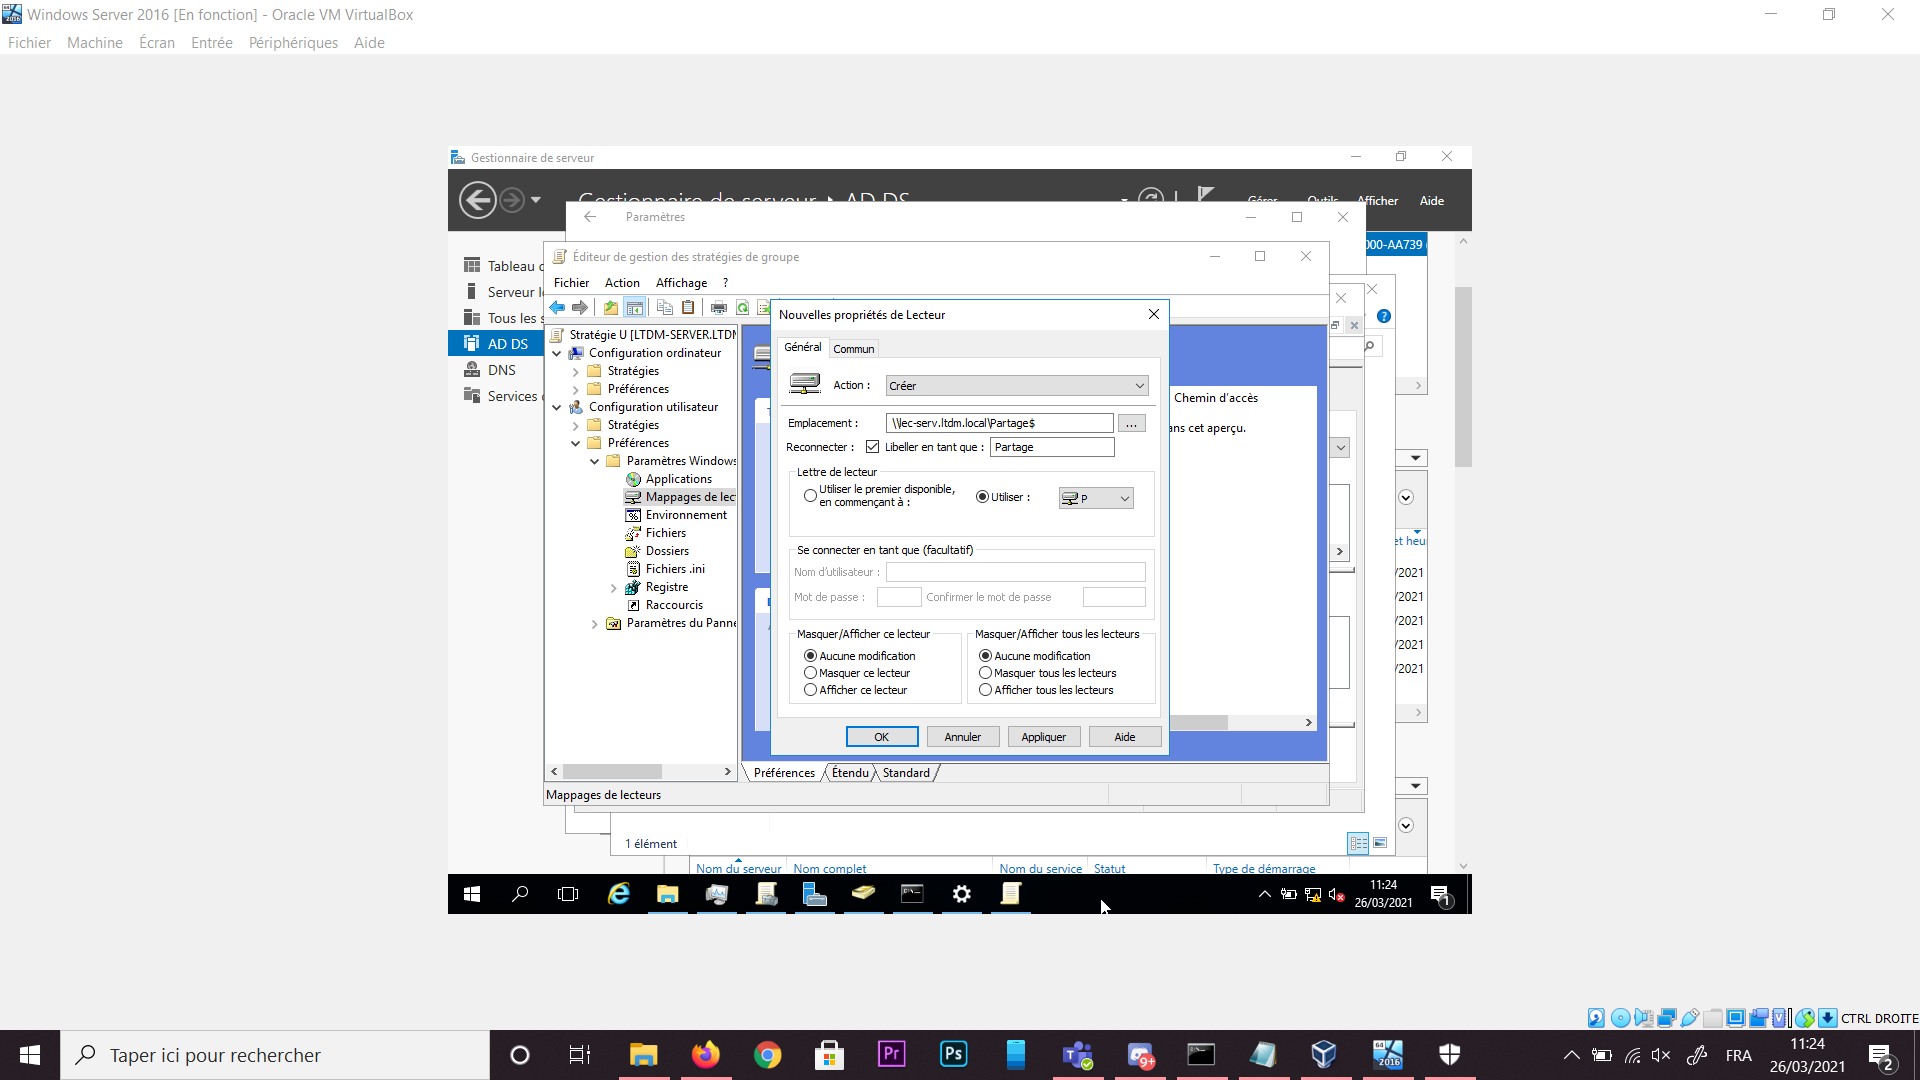 Windows Server 2016 [En fonction] - Oracle VM VirtualBox
Fichier Machine Écran Entrée Périphériques Aide
Gestionnaire de serveur
Gestionnaire de serveur ‣ AD DS
Gérer Outils Afficher Aide
Paramètres
000-AA739
Éditeur de gestion des stratégies de groupe
Tableau
Serveur
Tous les
AD DS
DNS
Services
Fichier Action Affichage ?
Stratégie U [LTDM-SERVER.LTDM
Configuration ordinateur
Stratégies
Préférences
Configuration utilisateur
Stratégies
Préférences
Paramètres Windows
Applications
Mappages de lec
Environnement
Fichiers
Dossiers
Fichiers .ini
Registre
Raccourcis
Paramètres du Panne
Nouvelles propriétés de Lecteur
Général Commun
Action : Créer
Emplacement : \\lec-serv.ltdm.local\Partage$ ...
Reconnecter : Libeller en tant que : Partage
Lettre de lecteur
Utiliser le premier disponible,
en commençant à :
Utiliser : P
Se connecter en tant que (facultatif)
Nom d'utilisateur :
Mot de passe : Confirmer le mot de passe
Masquer/Afficher ce lecteur
Aucune modification
Masquer ce lecteur
Afficher ce lecteur
Masquer/Afficher tous les lecteurs
Aucune modification
Masquer tous les lecteurs
Afficher tous les lecteurs
OK Annuler Appliquer Aide
Chemin d'accès
ans cet aperçu.
et heu
/2021
/2021
/2021
/2021
/2021
Préférences Étendu Standard
Mappages de lecteurs
1 élément
Nom du serveur Nom complet Nom du service Statut Type de démarrage
11:24
26/03/2021
1
CTRL DROITE
Taper ici pour rechercher
Pr
Ps
9+
64
2016
FRA
11:24
26/03/2021
2